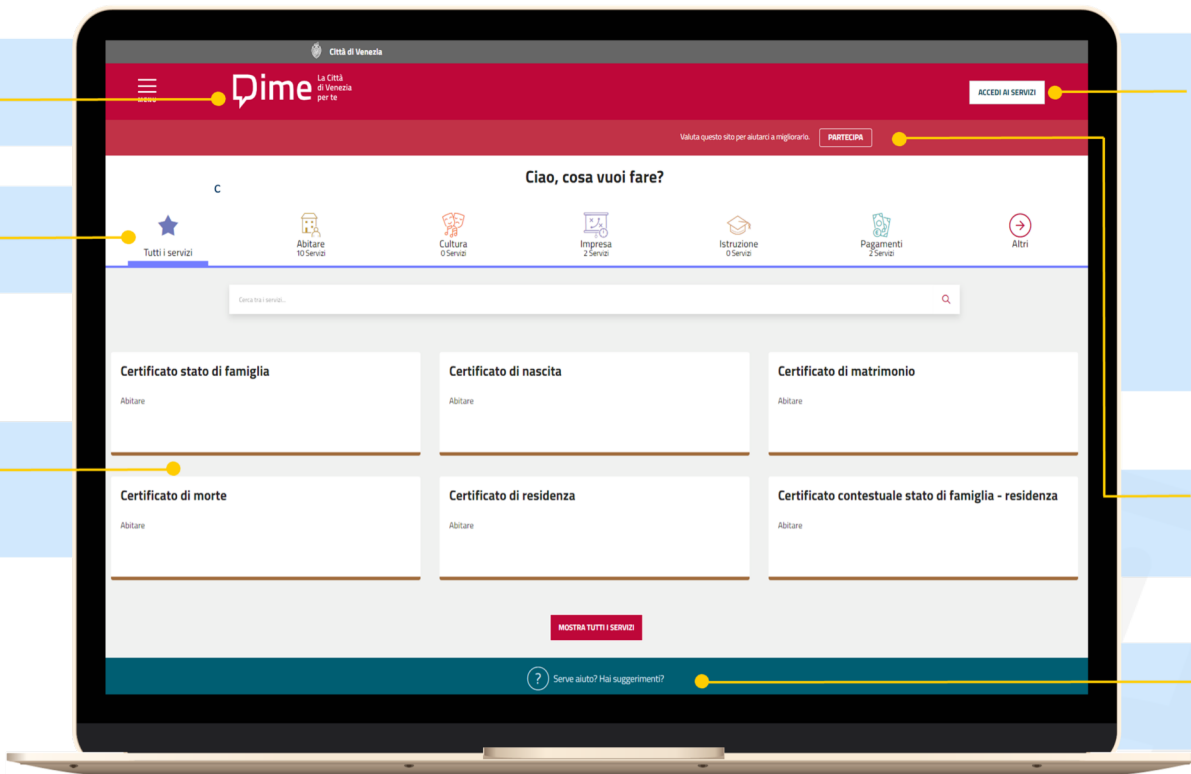 Città di Venezia
MENU
Dime
La Città
di Venezia
per te
ACCEDI AI SERVIZI
Valuta questo sito per aiutarci a migliorarlo.
PARTECIPA
Ciao, cosa vuoi fare?
C
Tutti i servizi
Abitare
10 Servizi
Cultura
0 Servizi
Impresa
2 Servizi
Istruzione
0 Servizi
Pagamenti
2 Servizi
Altri
Cerca tra i servizi...
Certificato stato di famiglia
Abitare
Certificato di nascita
Abitare
Certificato di matrimonio
Abitare
Certificato di morte
Abitare
Certificato di residenza
Abitare
Certificato contestuale stato di famiglia - residenza
Abitare
MOSTRA TUTTI I SERVIZI
? Serve aiuto? Hai suggerimenti?